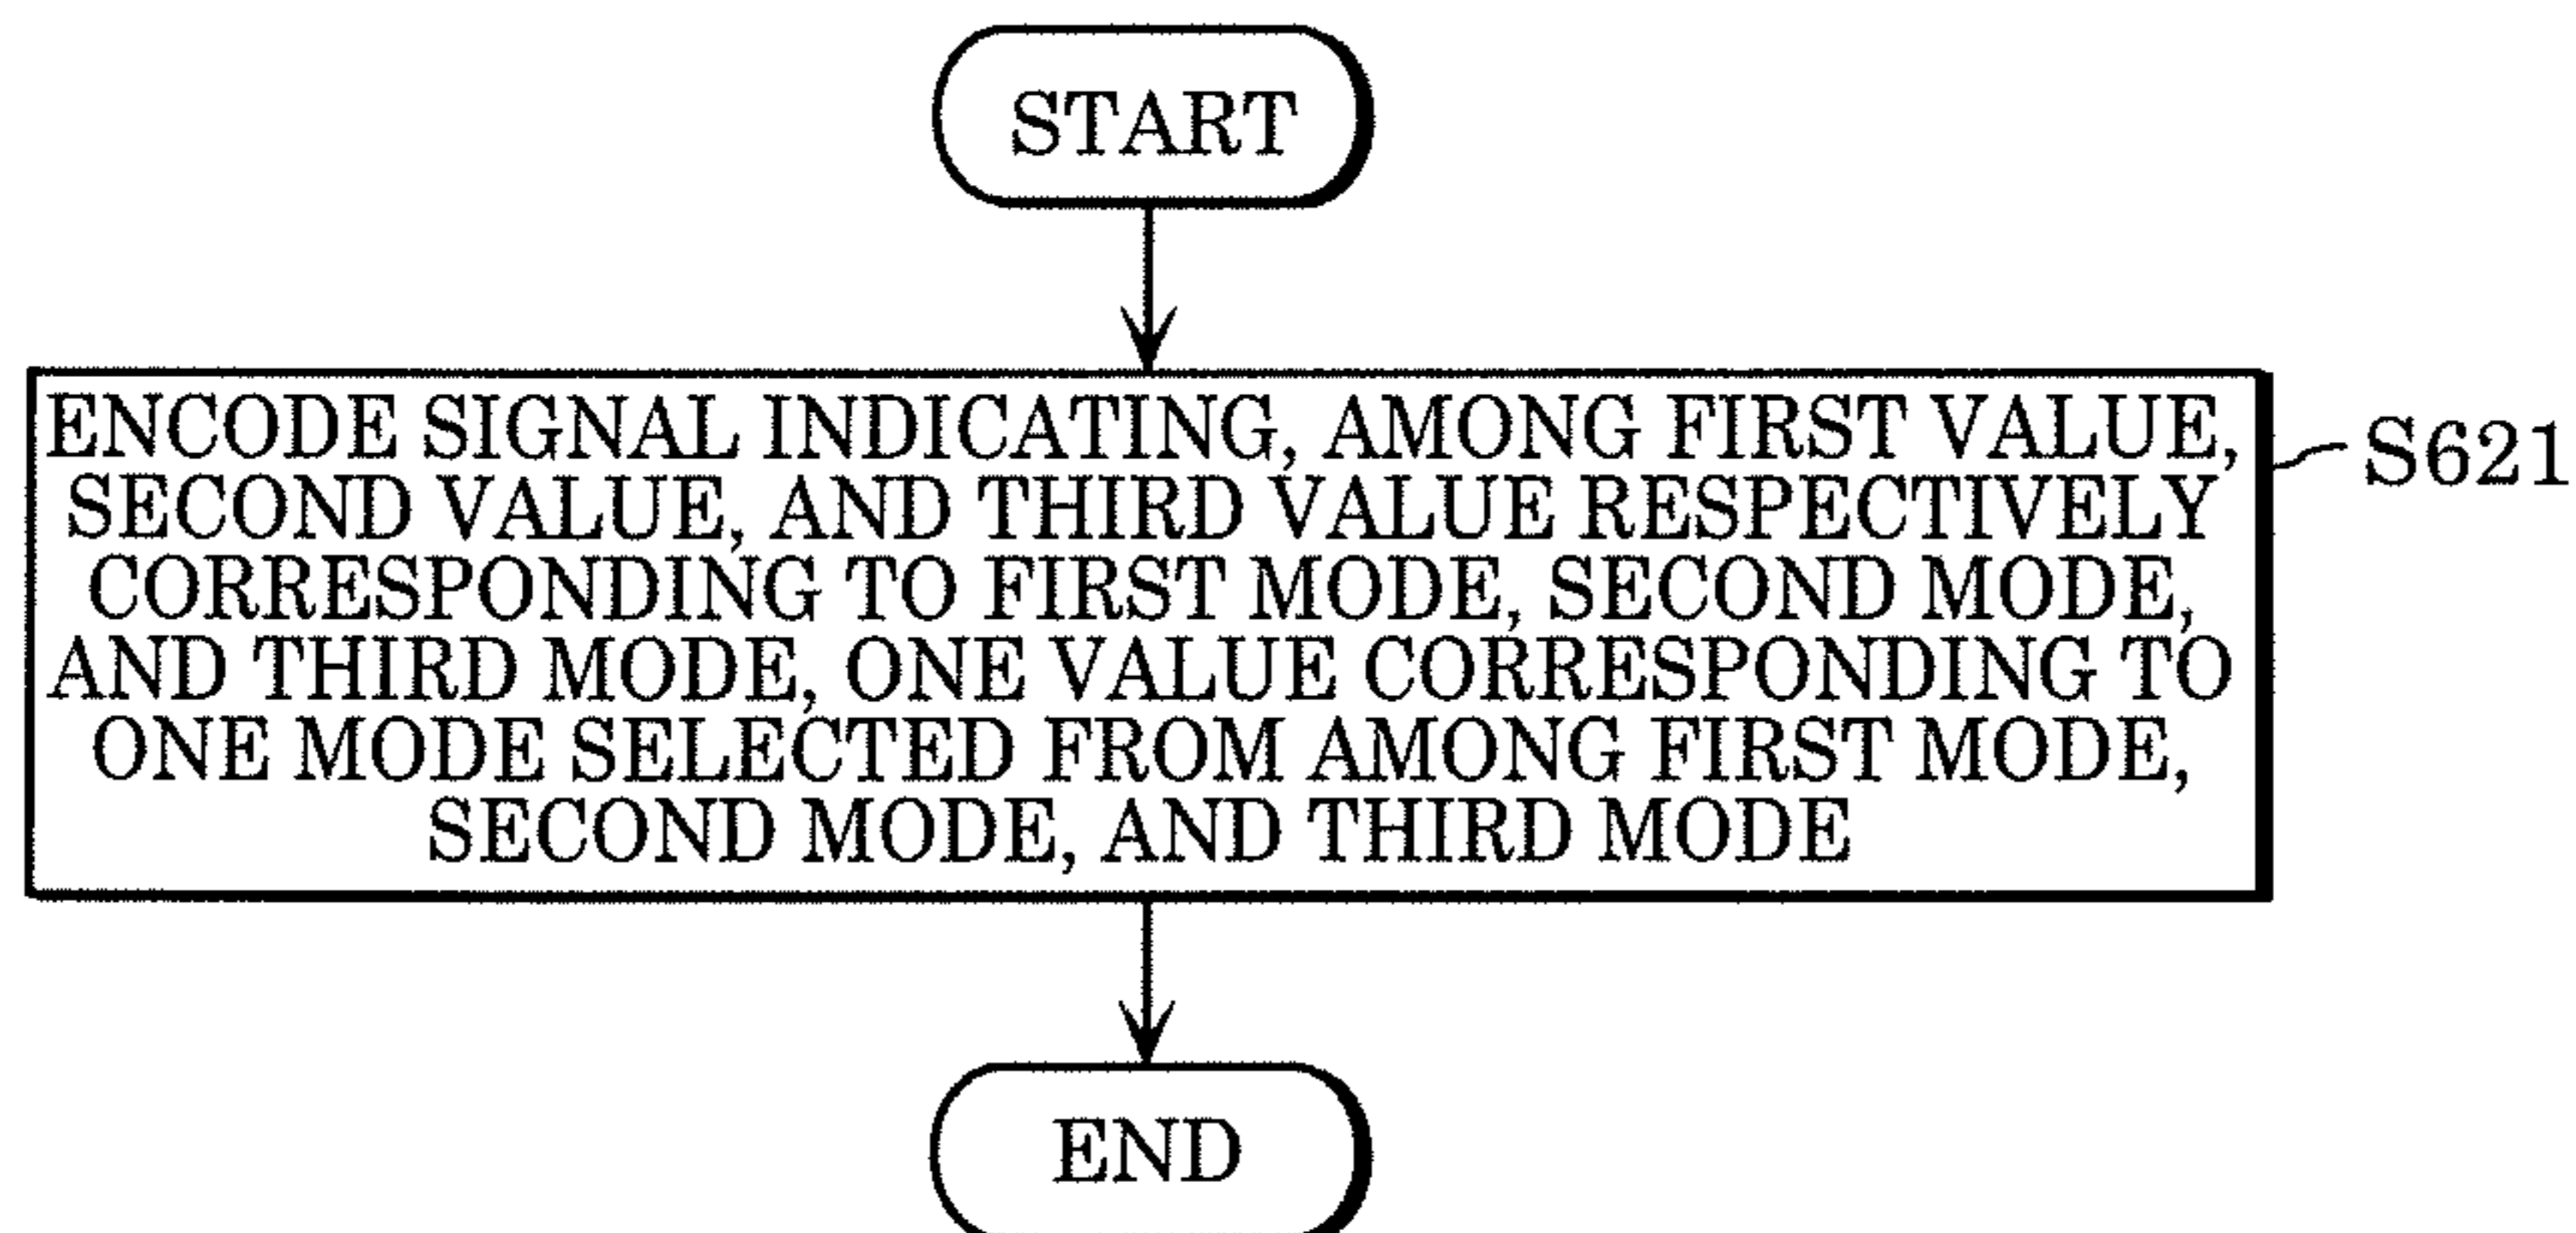 START
ENCODE SIGNAL INDICATING, AMONG FIRST VALUE,
SECOND VALUE, AND THIRD VALUE RESPECTIVELY
CORRESPONDING TO FIRST MODE, SECOND MODE,
AND THIRD MODE, ONE VALUE CORRESPONDING TO
ONE MODE SELECTED FROM AMONG FIRST MODE,
SECOND MODE, AND THIRD MODE
S621
END